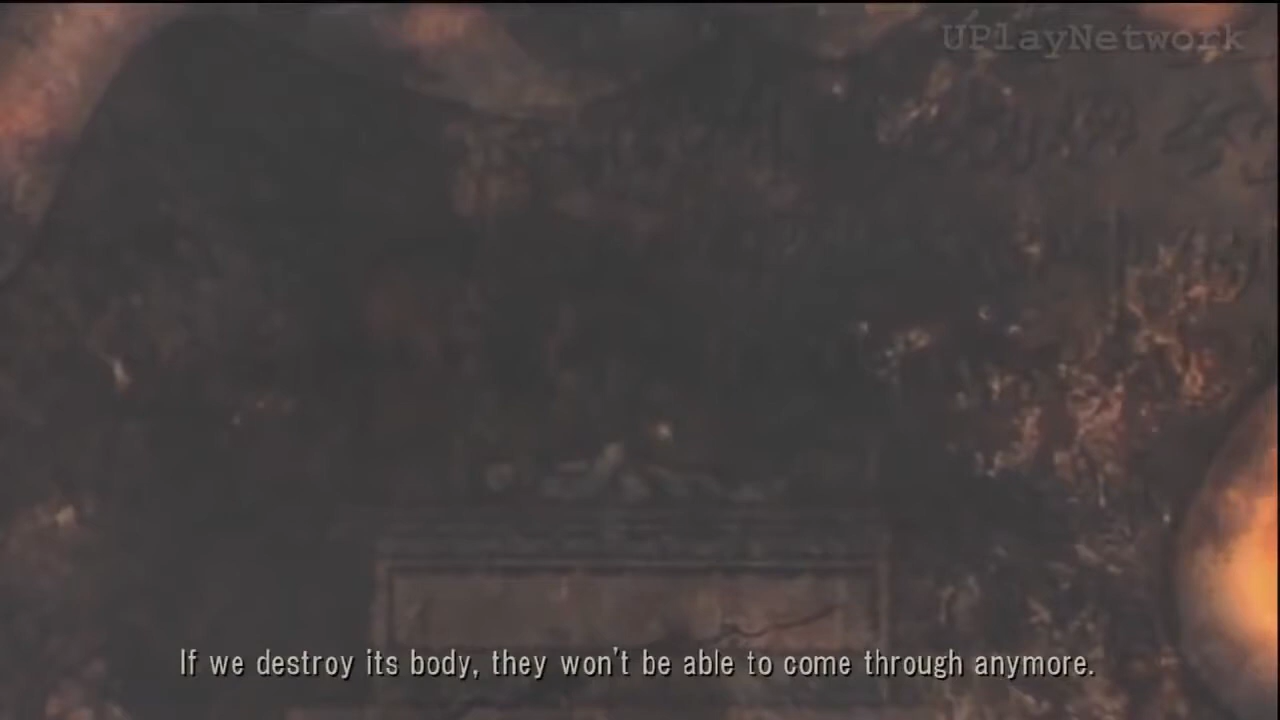 UPlayNetwork
If we destroy its body, they won't be able to come through anymore.